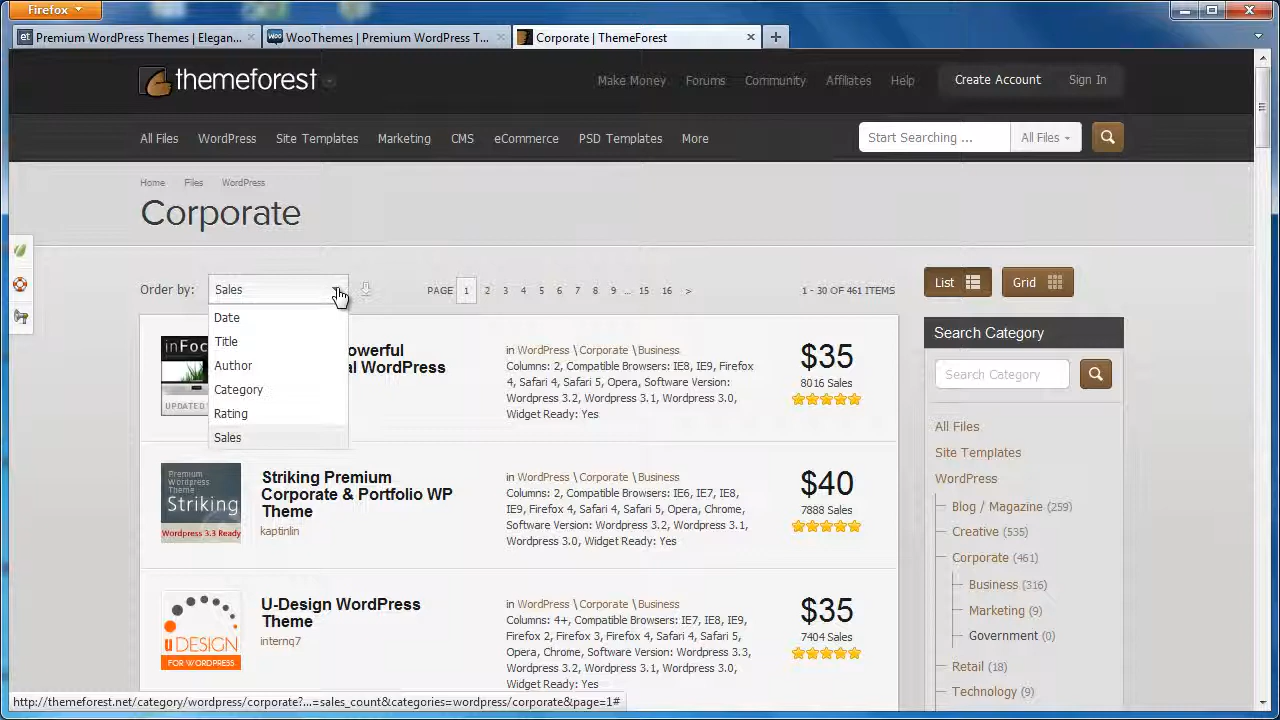 Firefox
Premium WordPress Themes | Elegan...
WooThemes | Premium WordPress T...
Corporate | ThemeForest
themeforest
Make Money
Forums
Community
Affiliates
Help
Create Account
Sign In
All Files
WordPress
Site Templates
Marketing
CMS
eCommerce
PSD Templates
More
Start Searching ...
All Files
Home
Files
WordPress
Corporate
Order by:
Sales
PAGE 1 2 3 4 5 6 7 8 9 ... 15 16 >
1 - 30 OF 461 ITEMS
List
Grid
Date
Title
Author
Category
Rating
Sales
inFoc
UPDATED
owerful
al WordPress
in WordPress \ Corporate \ Business
Columns: 2, Compatible Browsers: IE8, IE9, Firefox
4, Safari 4, Safari 5, Opera, Software Version:
Wordpress 3.2, Wordpress 3.1, Wordpress 3.0,
Widget Ready: Yes
$35
8016 Sales
Premium
Wordpress
Theme
Striking
Wordpress 3.3 Ready
Striking Premium
Corporate & Portfolio WP
Theme
kaptinlin
in WordPress \ Corporate \ Business
Columns: 2, Compatible Browsers: IE6, IE7, IE8,
IE9, Firefox 4, Safari 4, Safari 5, Opera, Chrome,
Software Version: Wordpress 3.2, Wordpress 3.1,
Wordpress 3.0, Widget Ready: Yes
$40
7888 Sales
uDESIGN
FOR WORDPRESS
U-Design WordPress
Theme
internq7
in WordPress \ Corporate \ Business
Columns: 4+, Compatible Browsers: IE7, IE8, IE9,
Firefox 2, Firefox 3, Firefox 4, Safari 4, Safari 5,
Opera, Chrome, Software Version: Wordpress 3.3,
Wordpress 3.2, Wordpress 3.1, Wordpress 3.0,
Widget Ready: Yes
$35
7404 Sales
Search Category
Search Category
All Files
Site Templates
WordPress
Blog / Magazine (259)
Creative (535)
Corporate (461)
Business (316)
Marketing (9)
Government (0)
Retail (18)
Technology (9)
http://themeforest.net/category/wordpress/corporate?...=sales_count&categories=wordpress/corporate&page=1#